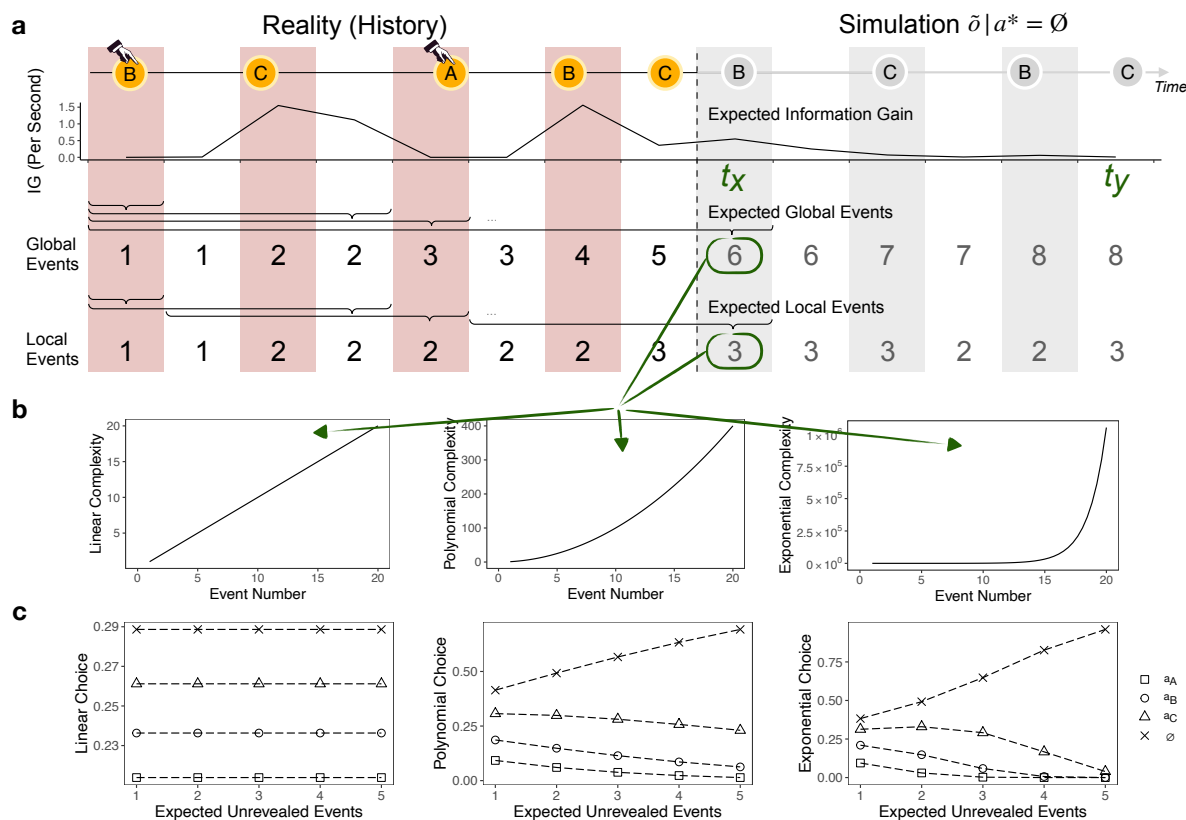 a
Reality (History)
Simulation õ | a* = Ø
B C A B C B C B C
Time
IG (Per Second)
1.5
1.0
0.5
0.0
Expected Information Gain
tx ty
...
Expected Global Events
Global Events
1 1 2 2 3 3 4 5 6 6 7 7 8 8
...
Expected Local Events
Local Events
1 1 2 2 2 2 2 3 3 3 3 2 2 3
b
Linear Complexity
20
15
10
5
0 5 10 15 20
Event Number
Polynomial Complexity
400
300
200
100
0
0 5 10 15 20
Event Number
Exponential Complexity
1 × 10⁶
7.5 × 10⁵
5 × 10⁵
2.5 × 10⁵
0 × 10⁰
0 5 10 15 20
Event Number
c
Linear Choice
0.29
0.27
0.25
0.23
1 2 3 4 5
Expected Unrevealed Events
Polynomial Choice
0.50
0.25
0.00
1 2 3 4 5
Expected Unrevealed Events
Exponential Choice
0.75
0.50
0.25
0.00
1 2 3 4 5
Expected Unrevealed Events
aA
aB
aC
∅